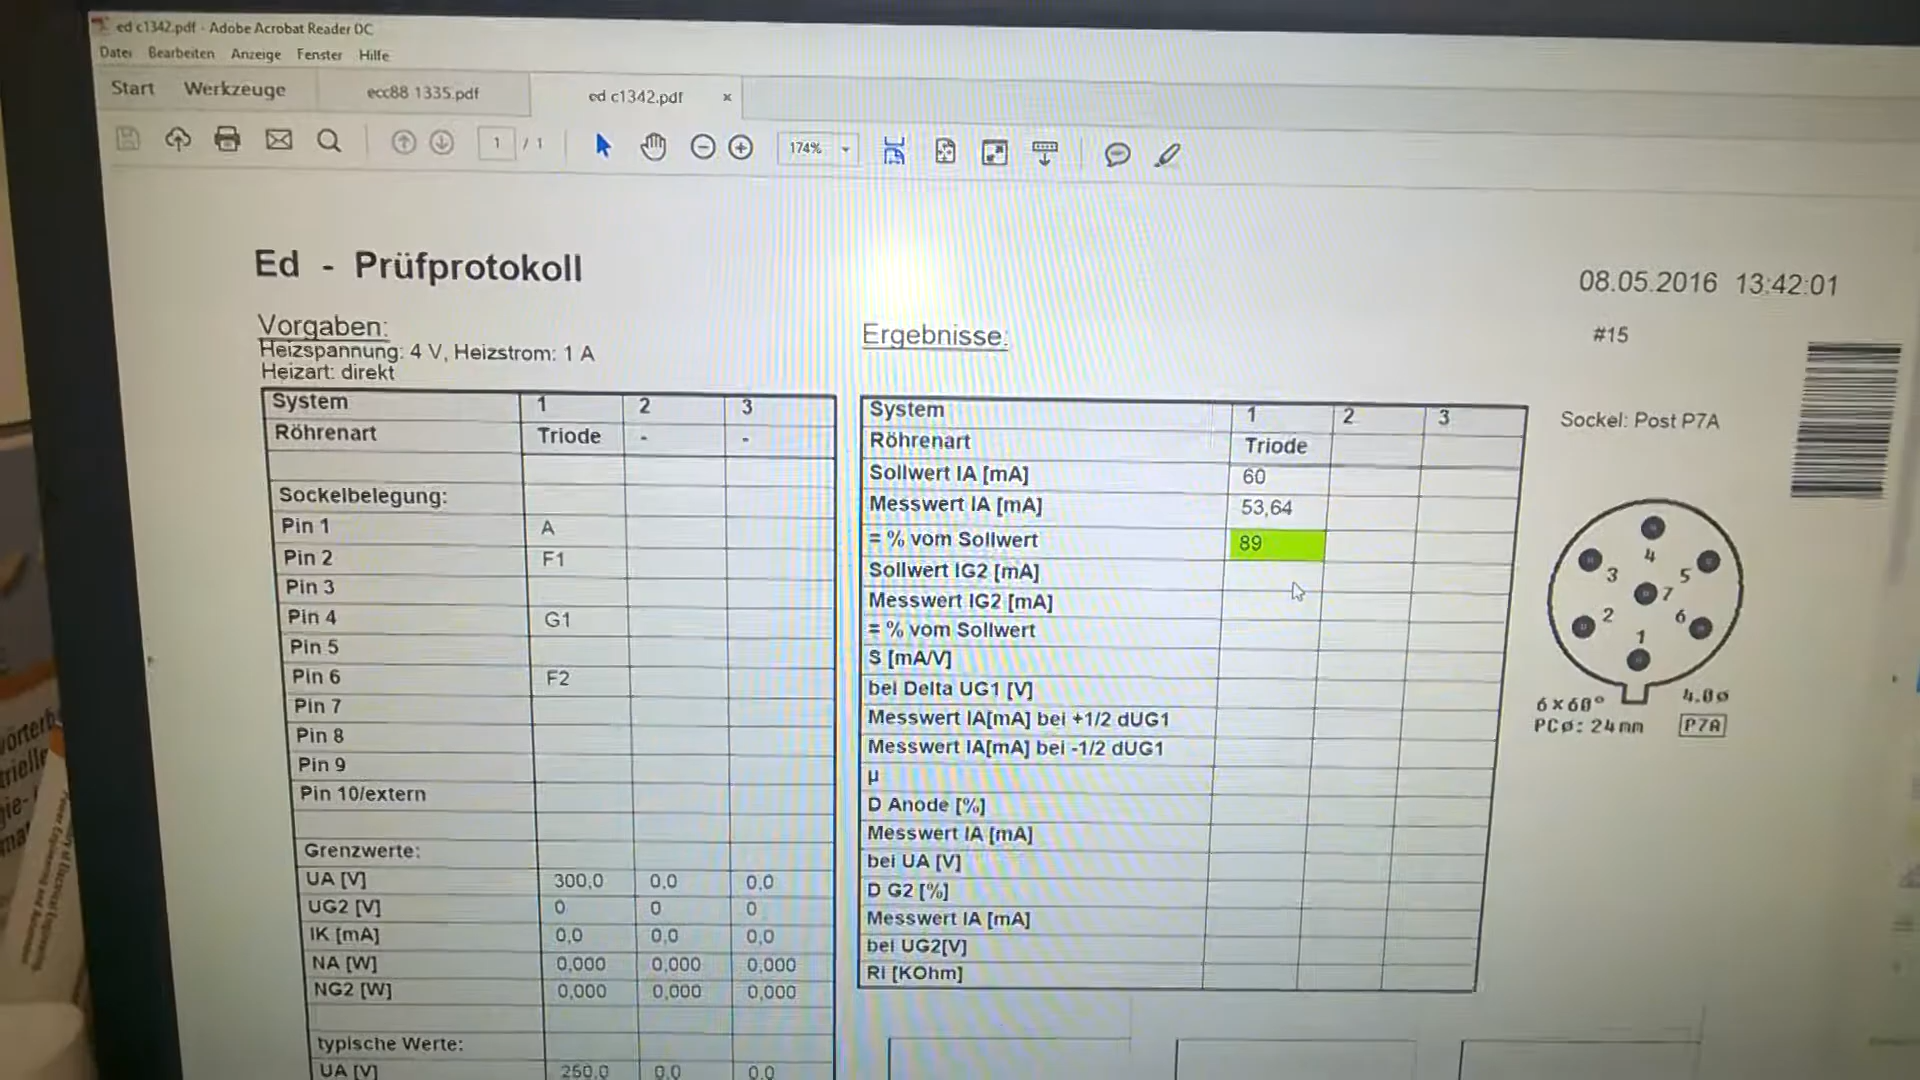 ed c1342.pdf - Adobe Acrobat Reader DC
Datei Bearbeiten Anzeige Fenster Hilfe
Start Werkzeuge ecc88 1335.pdf ed c1342.pdf ×
1 / 1 174%
Ed - Prüfprotokoll
08.05.2016 13:42:01
#15
Vorgaben:
Heizspannung: 4 V, Heizstrom: 1 A
Heizart: direkt
System 1 2 3
Röhrenart Triode - -
Sockelbelegung:
Pin 1 A
Pin 2 F1
Pin 3
Pin 4 G1
Pin 5
Pin 6 F2
Pin 7
Pin 8
Pin 9
Pin 10/extern
Grenzwerte:
UA [V] 300,0 0,0 0,0
UG2 [V] 0 0 0
IK [mA] 0,0 0,0 0,0
NA [W] 0,000 0,000 0,000
NG2 [W] 0,000 0,000 0,000
typische Werte:
UA [V] 250,0 0,0 0,0
Ergebnisse:
System 1 2 3
Röhrenart Triode
Sollwert IA [mA] 60
Messwert IA [mA] 53,64
= % vom Sollwert 89
Sollwert IG2 [mA]
Messwert IG2 [mA]
= % vom Sollwert
S [mA/V]
bei Delta UG1 [V]
Messwert IA[mA] bei +1/2 dUG1
Messwert IA[mA] bei -1/2 dUG1
µ
D Anode [%]
Messwert IA [mA]
bei UA [V]
D G2 [%]
Messwert IA [mA]
bei UG2[V]
Ri [KOhm]
Sockel: Post P7A
4
3 5
7
2 6
1
6×60° 4.0ø
PCø: 24mm P7A